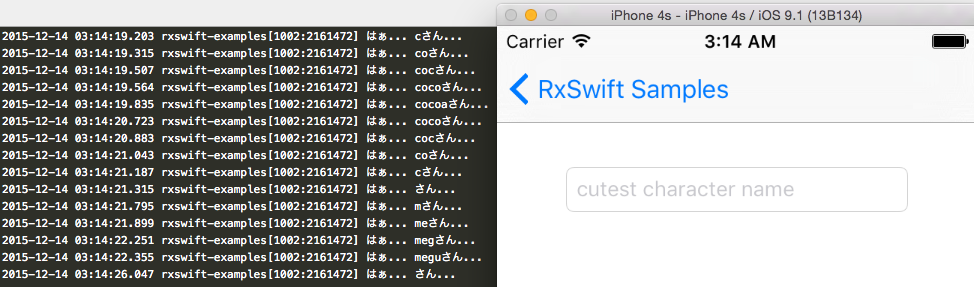 2015-12-14 03:14:19.203 rxswift-examples[1002:2161472] はぁ... cさん...
2015-12-14 03:14:19.315 rxswift-examples[1002:2161472] はぁ... coさん...
2015-12-14 03:14:19.507 rxswift-examples[1002:2161472] はぁ... cocさん...
2015-12-14 03:14:19.564 rxswift-examples[1002:2161472] はぁ... cocoさん...
2015-12-14 03:14:19.835 rxswift-examples[1002:2161472] はぁ... cocoaさん...
2015-12-14 03:14:20.723 rxswift-examples[1002:2161472] はぁ... cocoさん...
2015-12-14 03:14:20.883 rxswift-examples[1002:2161472] はぁ... cocさん...
2015-12-14 03:14:21.043 rxswift-examples[1002:2161472] はぁ... coさん...
2015-12-14 03:14:21.187 rxswift-examples[1002:2161472] はぁ... cさん...
2015-12-14 03:14:21.315 rxswift-examples[1002:2161472] はぁ... さん...
2015-12-14 03:14:21.795 rxswift-examples[1002:2161472] はぁ... mさん...
2015-12-14 03:14:21.899 rxswift-examples[1002:2161472] はぁ... meさん...
2015-12-14 03:14:22.251 rxswift-examples[1002:2161472] はぁ... megさん...
2015-12-14 03:14:22.355 rxswift-examples[1002:2161472] はぁ... meguさん...
2015-12-14 03:14:26.047 rxswift-examples[1002:2161472] はぁ... さん...
iPhone 4s - iPhone 4s / iOS 9.1 (13B134)
Carrier 3:14 AM
RxSwift Samples
cutest character name